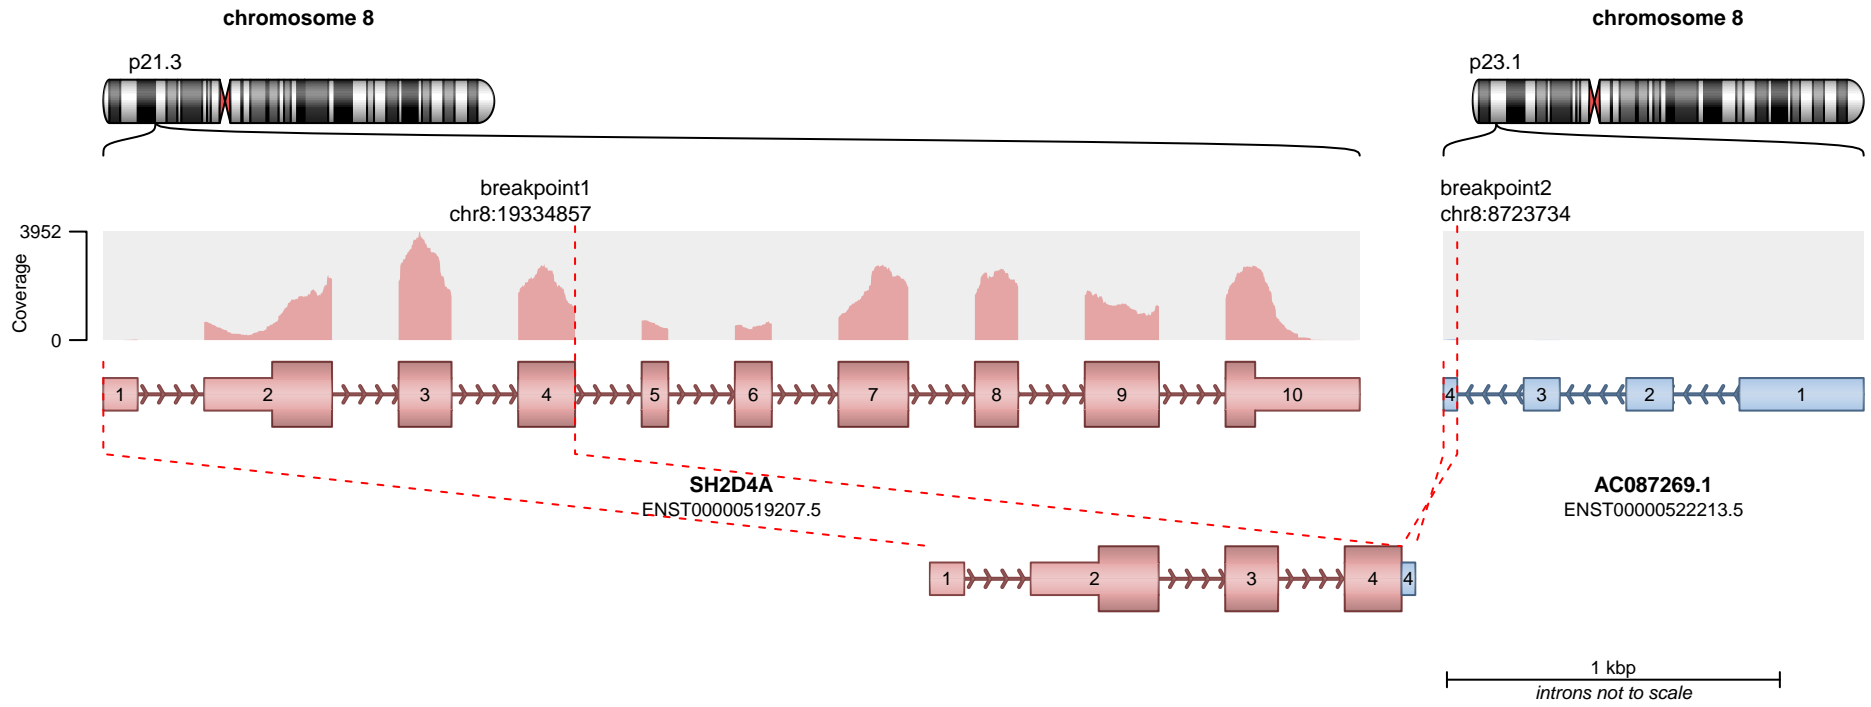 chromosome 8
chromosome 8
p21.3
p23.1
breakpoint1
chr8:19334857
breakpoint2
chr8:8723734
3952
Coverage
0
1 2 3 4 5 6 7 8 9 10
4 3 2 1
SH2D4A
ENST00000519207.5
AC087269.1
ENST00000522213.5
1 2 3 4 4
1 kbp
introns not to scale